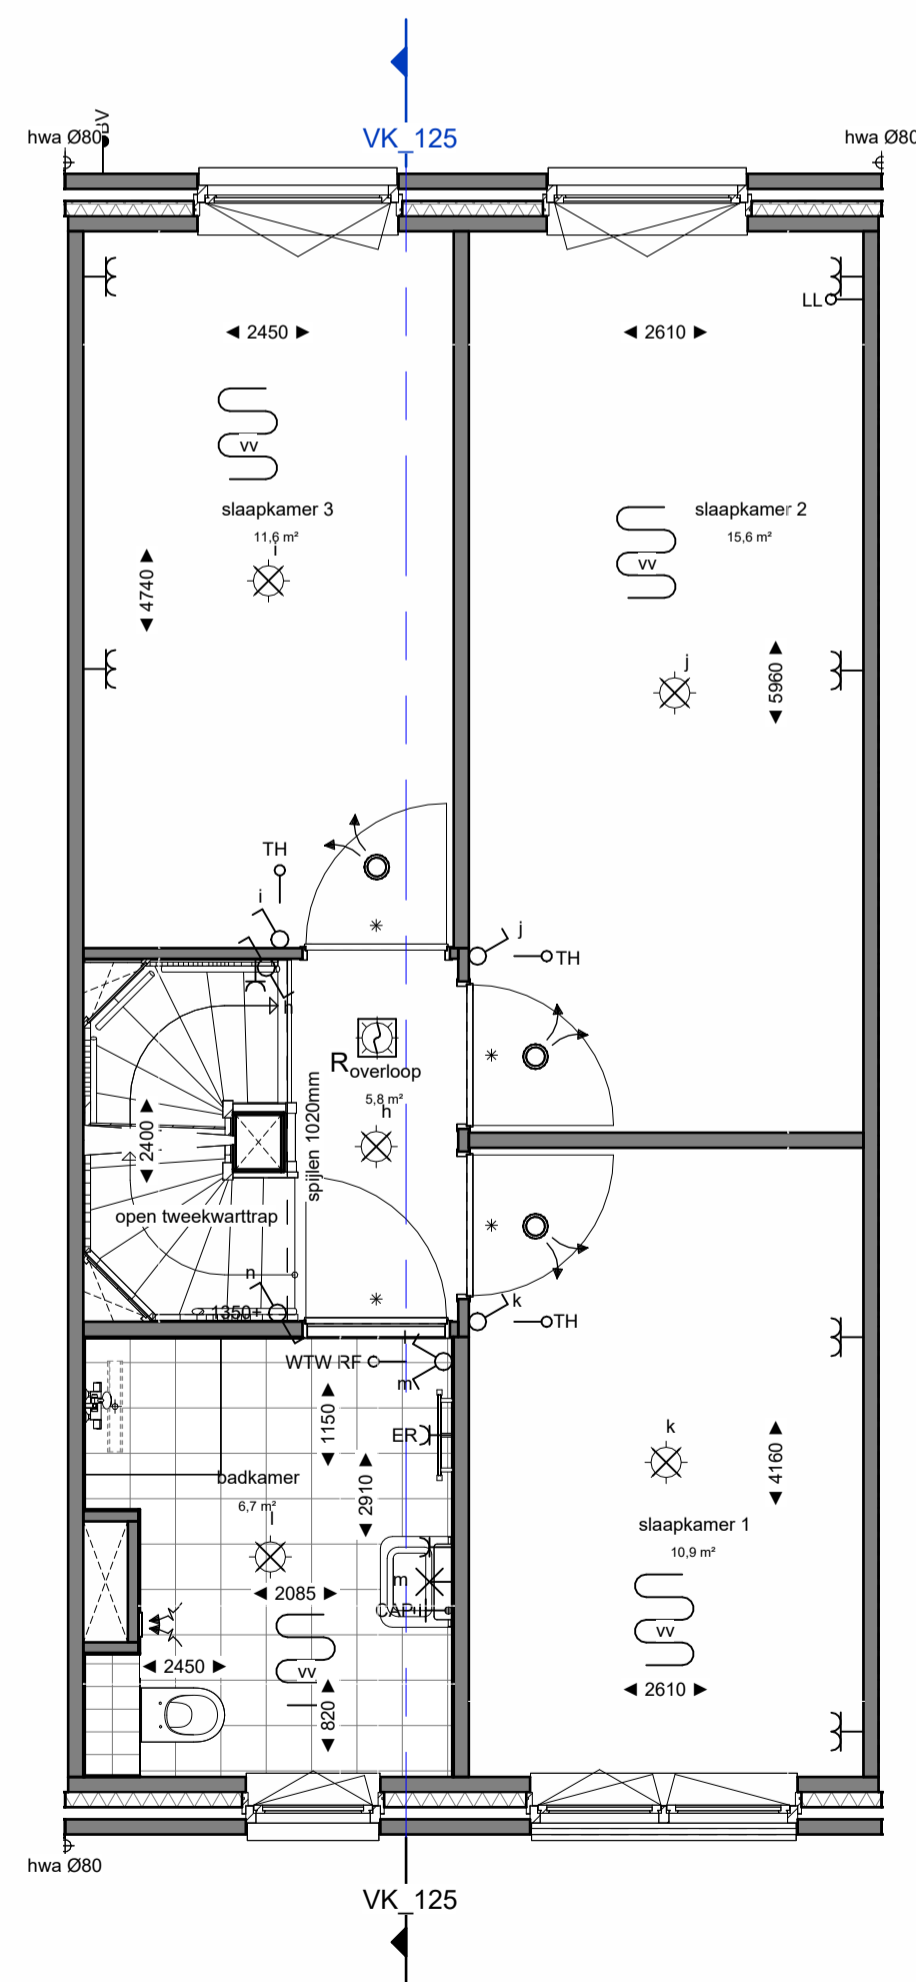 VK_125
hwa Ø80
BV
hwa Ø80
LL
2450
2610
vv
slaapkamer 3
11,6 m²
i
slaapkamer 2
15,6 m²
vv
4740
j
5960
TH
i
j
TH
h
R
overloop
5,8 m²
h
spijlen 1020mm
2400
open tweekwarttrap
n
1350+
k
TH
WTW RF
l
m
1150
ER
2910
badkamer
6,7 m²
l
k
4160
slaapkamer 1
10,9 m²
m
2085
CAP
vv
vv
2450
820
2610
hwa Ø80
VK_125